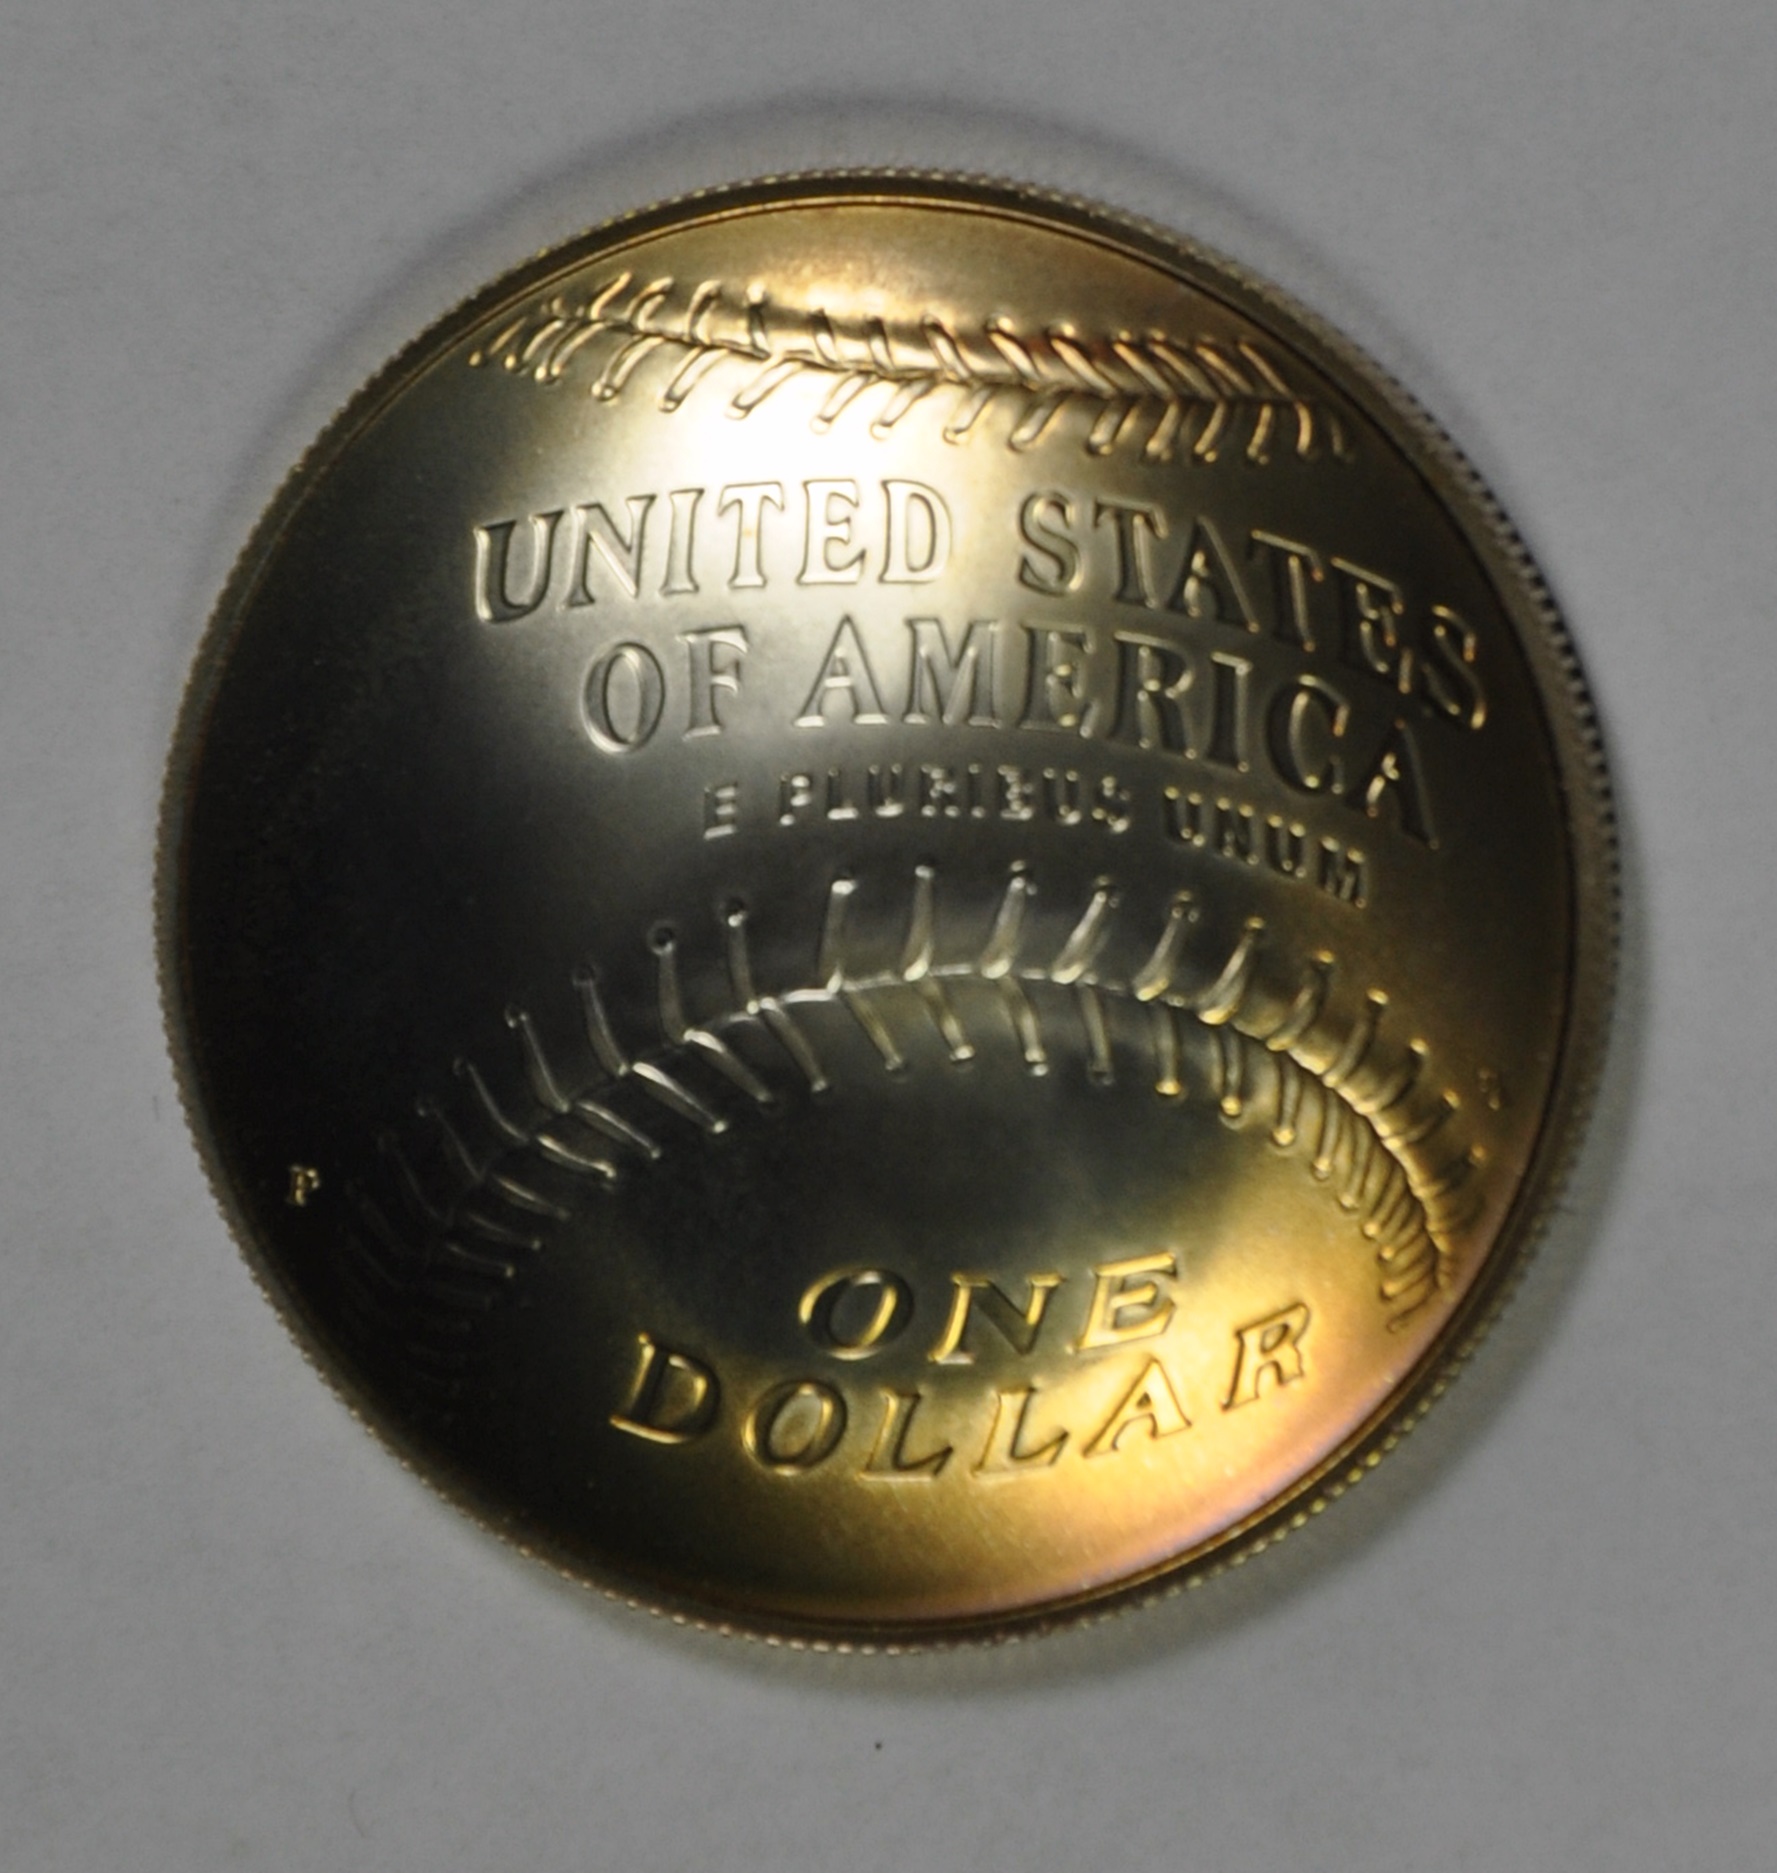 UNITED STATES
OF AMERICA
E PLURIBUS UNUM
P
ONE
DOLLAR